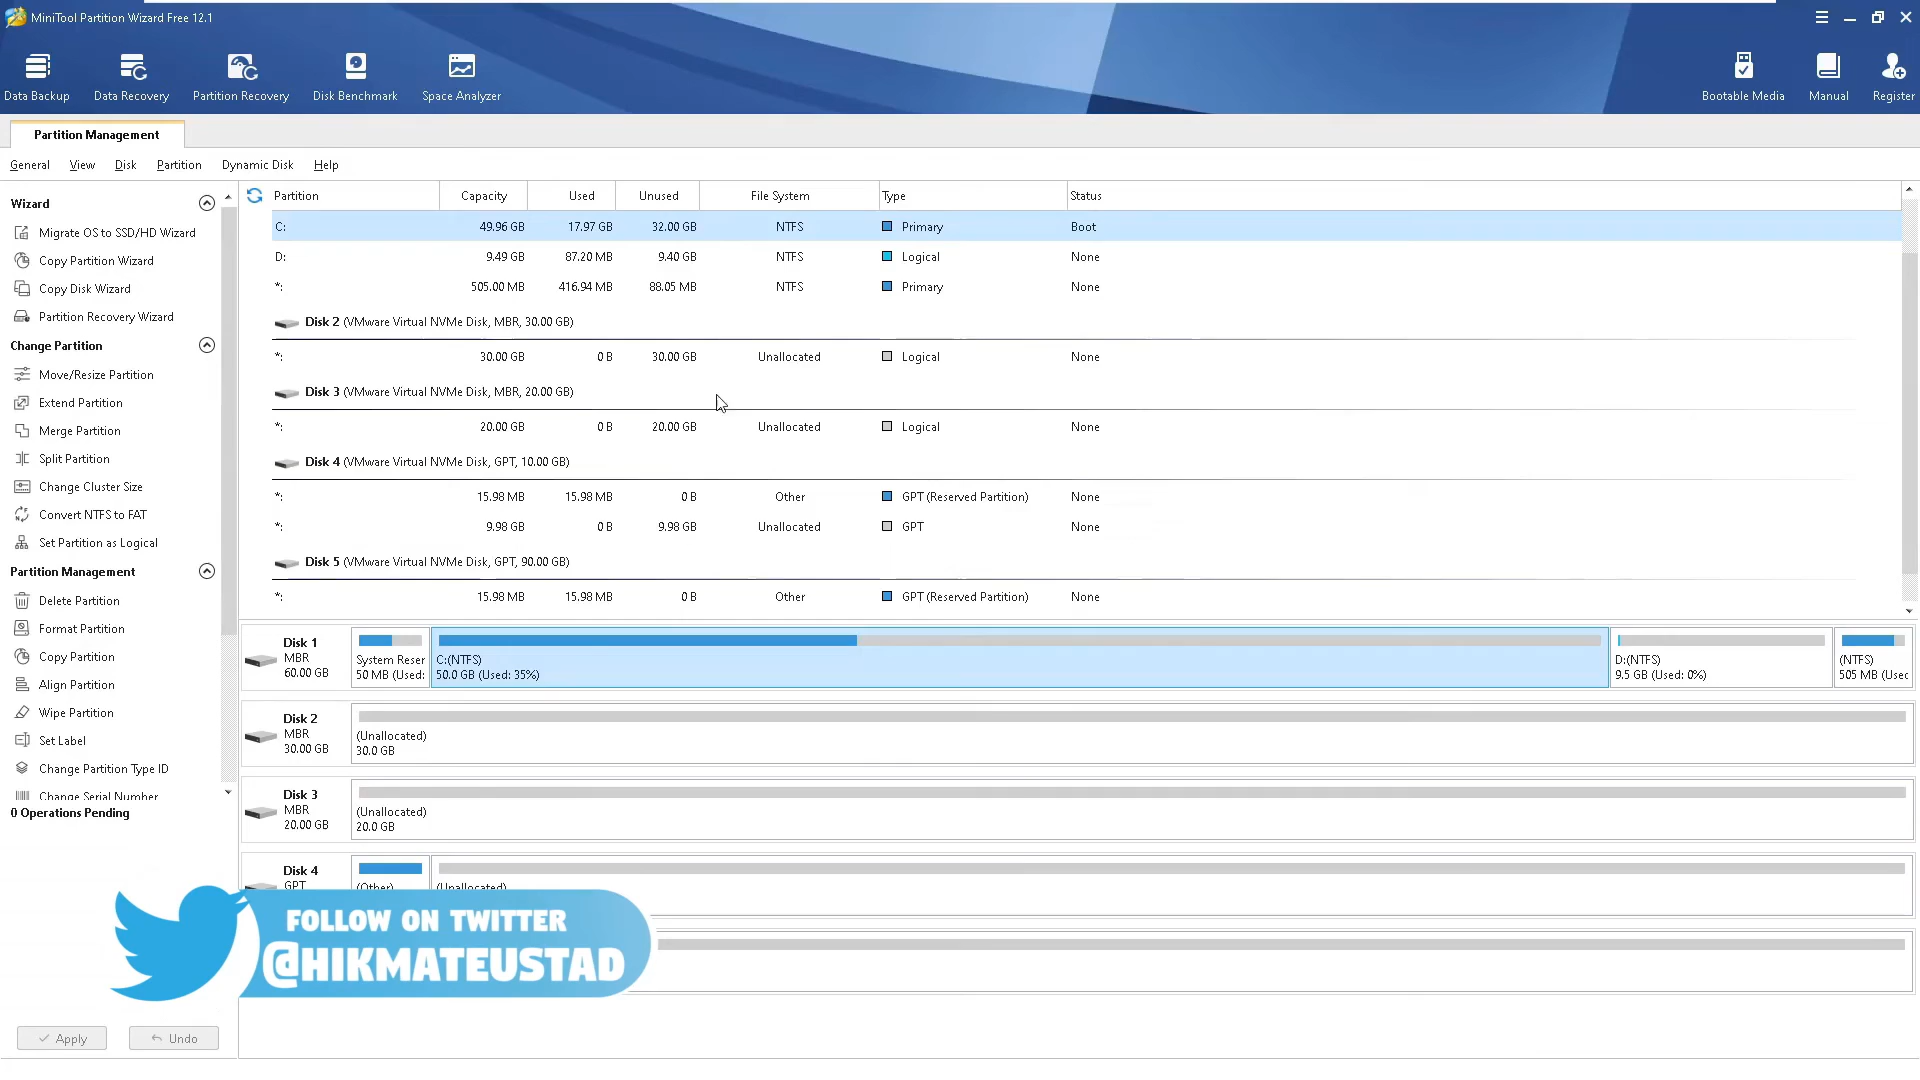 MiniTool Partition Wizard Free 12.1
Data Backup
Data Recovery
Partition Recovery
Disk Benchmark
Space Analyzer
Bootable Media
Manual
Register
Partition Management
General View Disk Partition Dynamic Disk Help
Wizard
Migrate OS to SSD/HD Wizard
Copy Partition Wizard
Copy Disk Wizard
Partition Recovery Wizard
Change Partition
Move/Resize Partition
Extend Partition
Merge Partition
Split Partition
Change Cluster Size
Convert NTFS to FAT
Set Partition as Logical
Partition Management
Delete Partition
Format Partition
Copy Partition
Align Partition
Wipe Partition
Set Label
Change Partition Type ID
Change Serial Number
0 Operations Pending
Apply
Undo
Partition Capacity Used Unused File System Type Status
C: 49.96 GB 17.97 GB 32.00 GB NTFS Primary Boot
D: 9.49 GB 87.20 MB 9.40 GB NTFS Logical None
*: 505.00 MB 416.94 MB 88.05 MB NTFS Primary None
Disk 2 (VMware Virtual NVMe Disk, MBR, 30.00 GB)
*: 30.00 GB 0 B 30.00 GB Unallocated Logical None
Disk 3 (VMware Virtual NVMe Disk, MBR, 20.00 GB)
*: 20.00 GB 0 B 20.00 GB Unallocated Logical None
Disk 4 (VMware Virtual NVMe Disk, GPT, 10.00 GB)
*: 15.98 MB 15.98 MB 0 B Other GPT (Reserved Partition) None
*: 9.98 GB 0 B 9.98 GB Unallocated GPT None
Disk 5 (VMware Virtual NVMe Disk, GPT, 90.00 GB)
*: 15.98 MB 15.98 MB 0 B Other GPT (Reserved Partition) None
Disk 1
MBR
60.00 GB
System Reser
50 MB (Used:
C:(NTFS)
50.0 GB (Used: 35%)
D:(NTFS)
9.5 GB (Used: 0%)
(NTFS)
505 MB (Usec
Disk 2
MBR
30.00 GB
(Unallocated)
30.0 GB
Disk 3
MBR
20.00 GB
(Unallocated)
20.0 GB
Disk 4
GPT
(Other)
(Unallocated)
FOLLOW ON TWITTER
@HIKMATEUSTAD